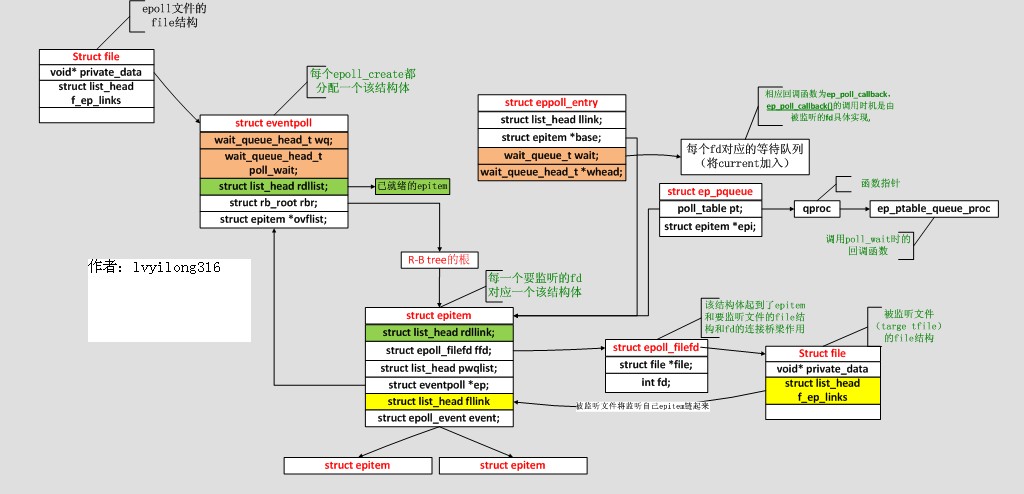 epoll文件的
file结构
Struct file
void* private_data
struct list_head
f_ep_links
每个epoll_create都
分配一个该结构体
struct eventpoll
wait_queue_head_t wq;
wait_queue_head_t
poll_wait;
struct list_head rdllist;
struct rb_root rbr;
struct epitem *ovflist;
已就绪的epitem
struct eppoll_entry
struct list_head llink;
struct epitem *base;
wait_queue_t wait;
wait_queue_head_t *whead;
相应回调函数为ep_poll_callback,
ep_poll_callback()的调用时机是由
被监听的fd具体实现,
每个fd对应的等待队列
（将current加入）
struct ep_pqueue
poll_table pt;
struct epitem *epi;
函数指针
qproc
ep_ptable_queue_proc
调用poll_wait时的
回调函数
R-B tree的根
作者：lvyilong316
每一个要监听的fd
对应一个该结构体
struct epitem
struct list_head rdllink;
struct epoll_filefd ffd;
struct list_head pwqlist;
struct eventpoll *ep;
struct list_head fllink
struct epoll_event event;
该结构体起到了epitem
和要监听文件的file结
构和fd的连接桥梁作用
struct epoll_filefd
struct file *file;
int fd;
被监听文件
（targe tfile）
的file结构
Struct file
void* private_data
struct list_head
f_ep_links
被监听文件将监听自己epitem链起来
struct epitem
struct epitem